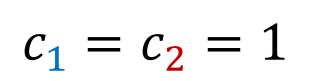 c₁ = c₂ = 1